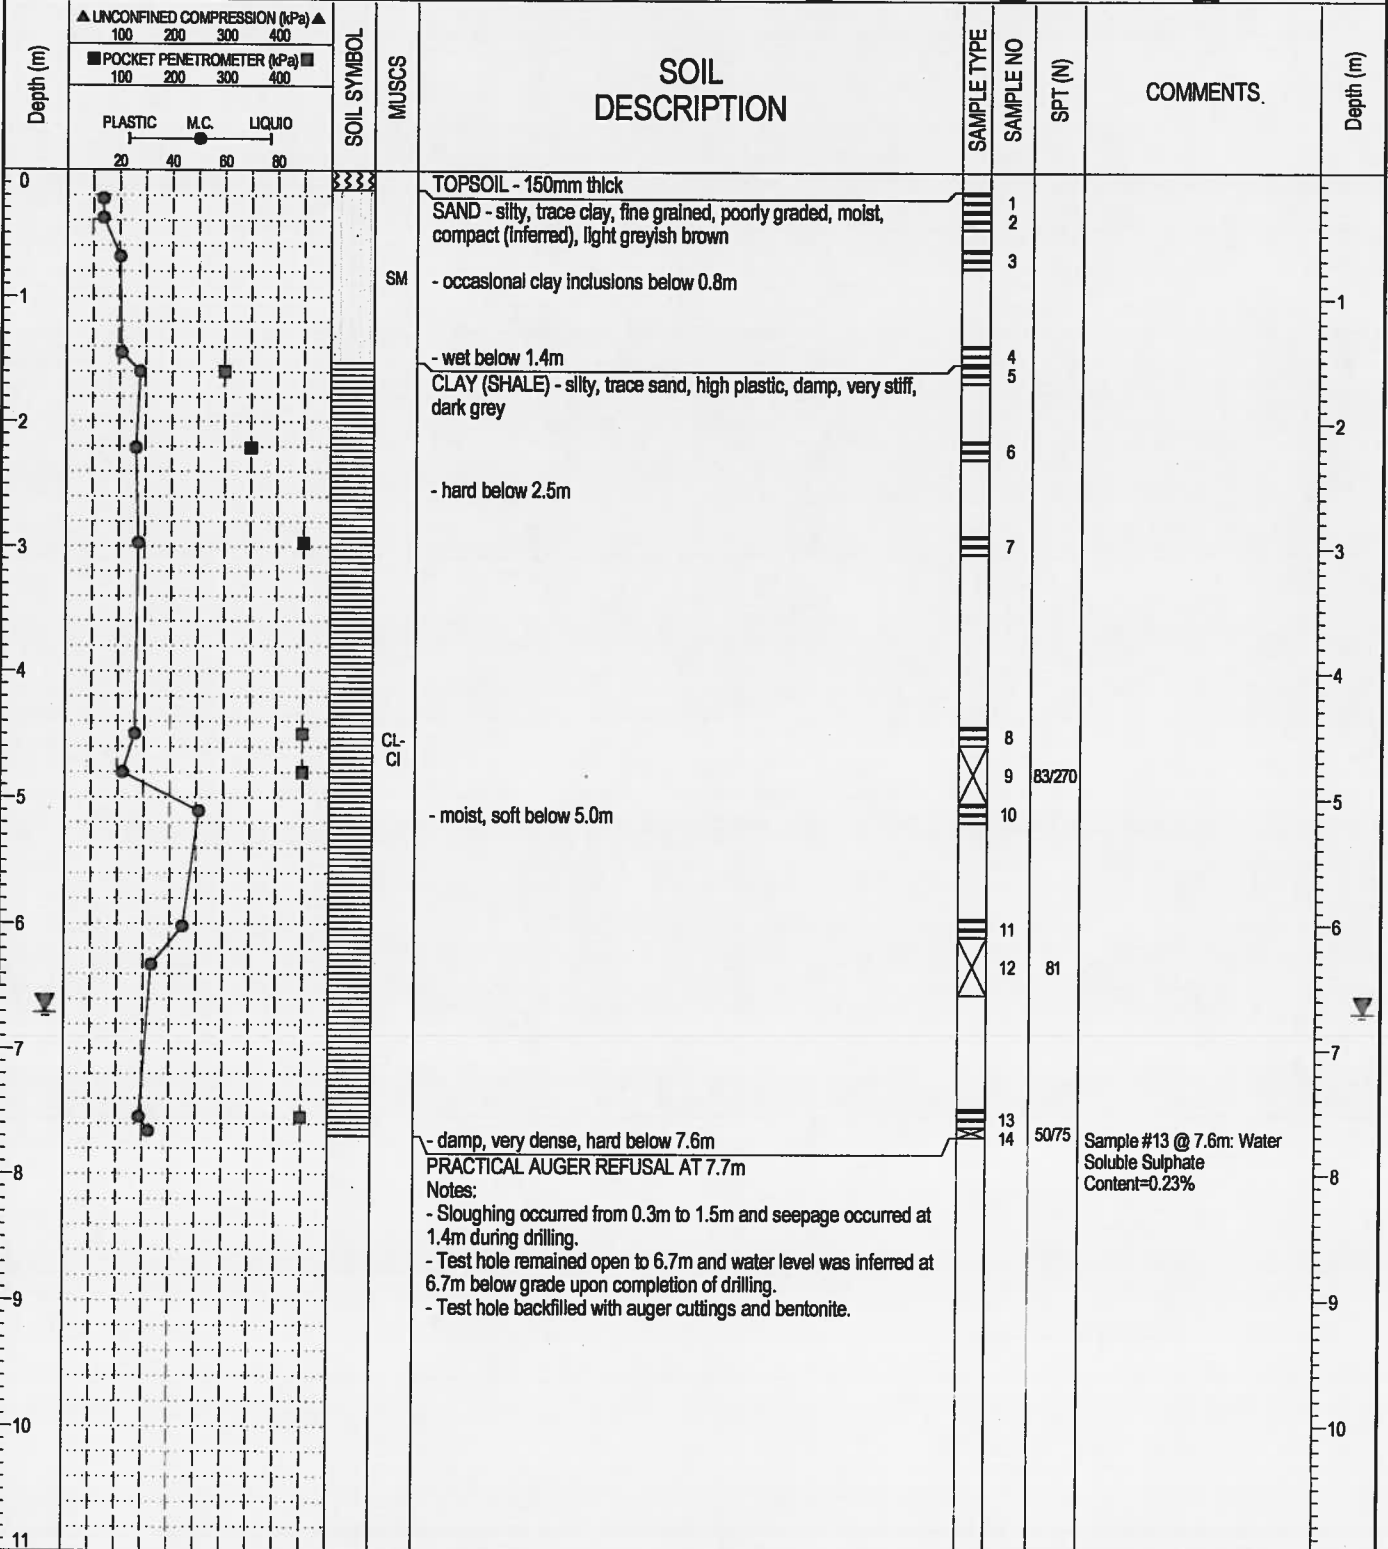 ▲ UNCONFINED COMPRESSION (kPa) ▲
100 200 300 400
■ POCKET PENETROMETER (kPa) ■
100 200 300 400
PLASTIC M.C. LIQUID
20 40 60 80
Depth (m)
SOIL SYMBOL
MUSCS
SOIL
DESCRIPTION
SAMPLE TYPE
SAMPLE NO
SPT (N)
COMMENTS
Depth (m)
0
TOPSOIL - 150mm thick
SAND - silty, trace clay, fine grained, poorly graded, moist,
compact (inferred), light greyish brown
1
2
3
SM
- occasional clay inclusions below 0.8m
1
1
- wet below 1.4m
4
CLAY (SHALE) - silty, trace sand, high plastic, damp, very stiff,
dark grey
5
2
2
6
- hard below 2.5m
3
7
3
4
4
CL-
CI
8
9 83/270
5
5
- moist, soft below 5.0m
10
6
6
11
12 81
7
7
13
- damp, very dense, hard below 7.6m
14 50/75
Sample #13 @ 7.6m: Water
Soluble Sulphate
Content=0.23%
PRACTICAL AUGER REFUSAL AT 7.7m
8
8
Notes:
- Sloughing occurred from 0.3m to 1.5m and seepage occurred at
1.4m during drilling.
- Test hole remained open to 6.7m and water level was inferred at
6.7m below grade upon completion of drilling.
- Test hole backfilled with auger cuttings and bentonite.
9
9
10
10
11